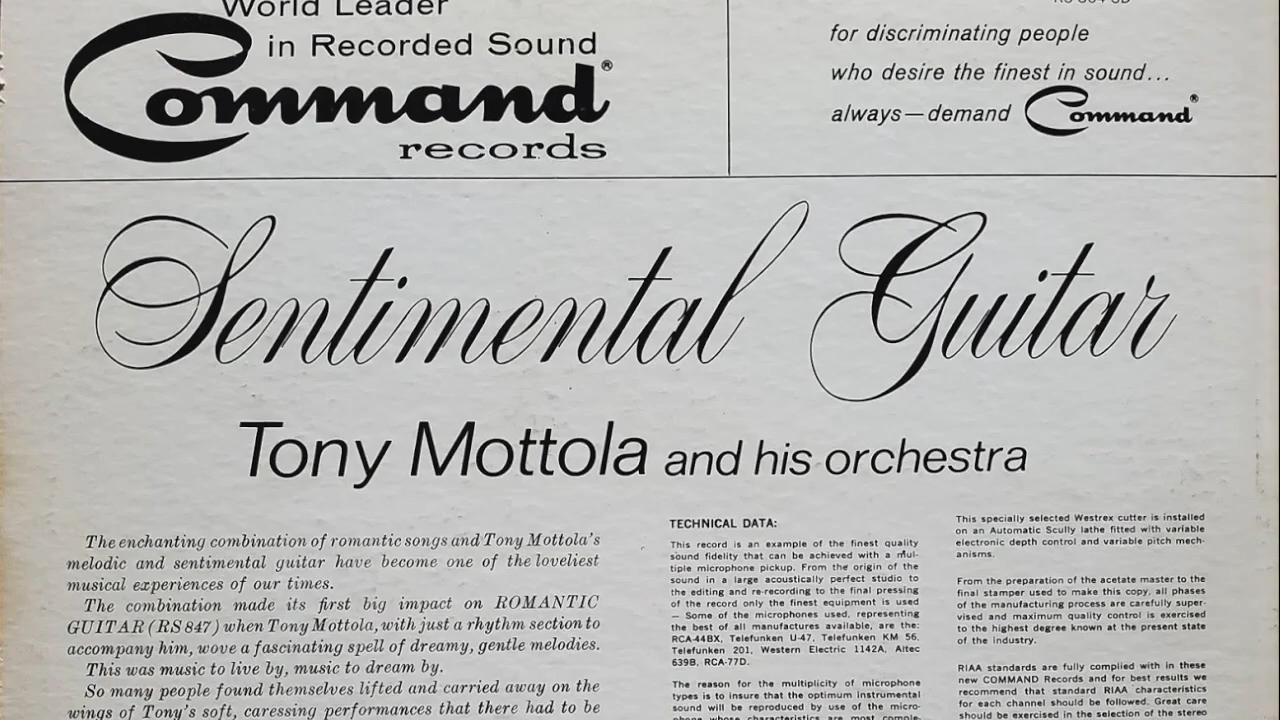 World Leader
in Recorded Sound
Command®
records
for discriminating people
who desire the finest in sound...
always—demand Command®
Sentimental Guitar
Tony Mottola and his orchestra
The enchanting combination of romantic songs and Tony Mottola's
melodic and sentimental guitar have become one of the loveliest
musical experiences of our times.
The combination made its first big impact on ROMANTIC
GUITAR (RS 847) when Tony Mottola, with just a rhythm section to
accompany him, wove a fascinating spell of dreamy, gentle melodies.
This was music to live by, music to dream by.
So many people found themselves lifted and carried away on the
wings of Tony's soft, caressing performances that there had to be
TECHNICAL DATA:
This record is an example of the finest quality
sound fidelity that can be achieved with a mul-
tiple microphone pickup. From the origin of the
sound in a large acoustically perfect studio to
the editing and re-recording to the final pressing
of the record only the finest equipment is used
— Some of the microphones used, representing
the best of all manufactures available, are the:
RCA-44BX, Telefunken U-47, Telefunken KM 56,
Telefunken 201, Western Electric 1142A, Altec
639B, RCA-77D.
The reason for the multiplicity of microphone
types is to insure that the optimum instrumental
sound will be reproduced by use of the micro-
phone whose characteristics are most comple-
This specially selected Westrex cutter is installed
on an Automatic Scully lathe fitted with variable
electronic depth control and variable pitch mech-
anisms.
From the preparation of the acetate master to the
final stamper used to make this copy, all phases
of the manufacturing process are carefully super-
vised and maximum quality control is exercised
to the highest degree known at the present state
of the industry.
RIAA standards are fully complied with in these
new COMMAND Records and for best results we
recommend that standard RIAA characteristics
for each channel should be followed. Great care
should be exercised in the selection of the stereo